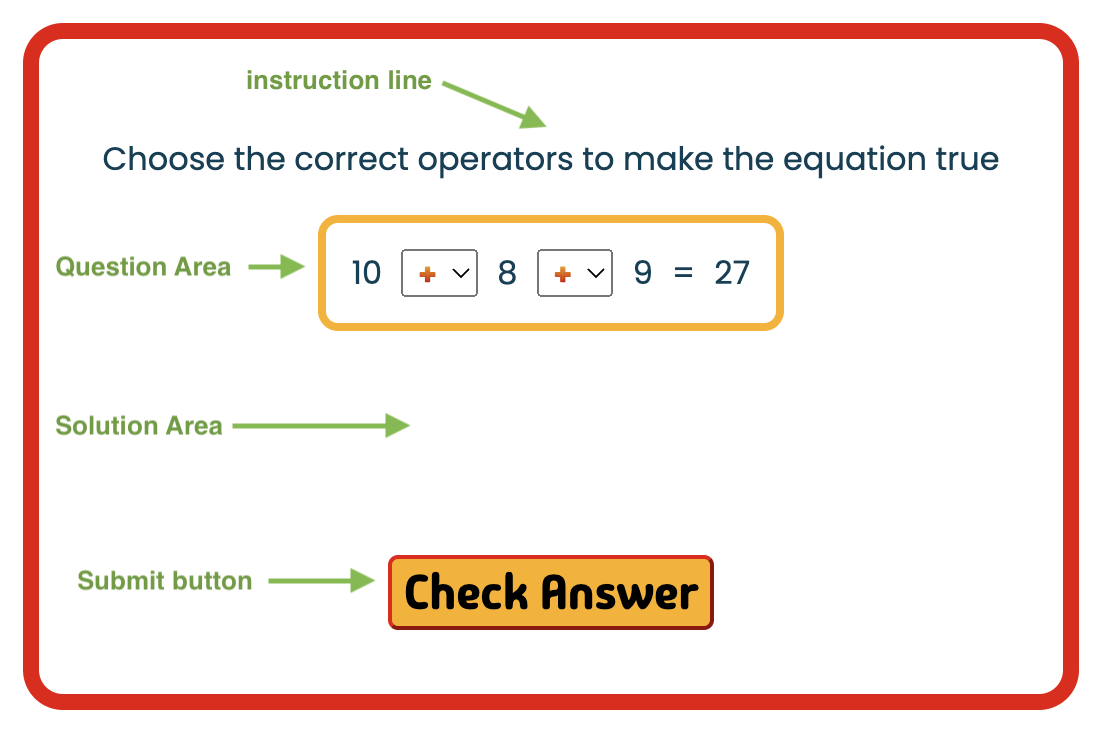 instruction line
Choose the correct operators to make the equation true
Question Area
10 + 8 + 9 = 27
Solution Area
Submit button
Check Answer